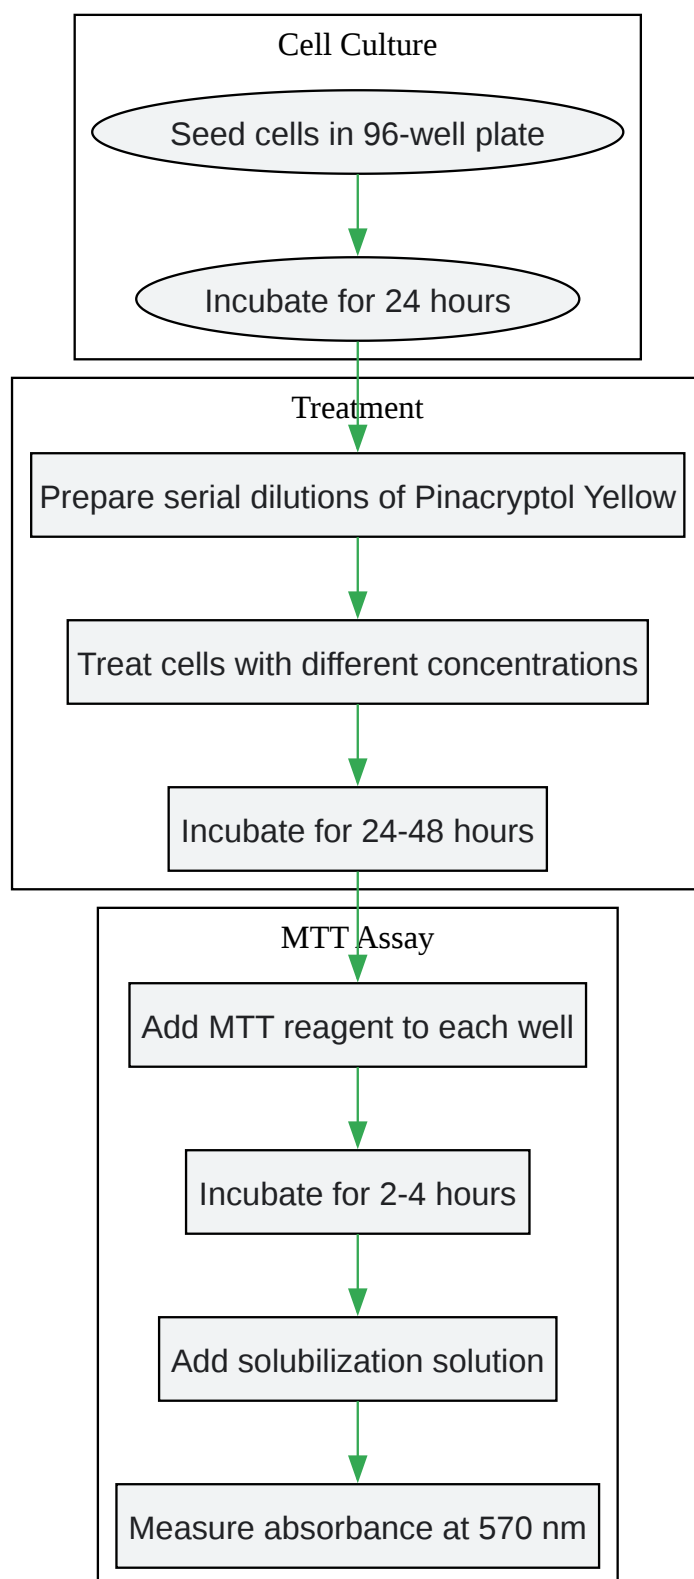 Cell Culture
Seed cells in 96-well plate
Incubate for 24 hours
Treatment
Prepare serial dilutions of Pinacryptol Yellow
Treat cells with different concentrations
Incubate for 24-48 hours
MTT Assay
Add MTT reagent to each well
Incubate for 2-4 hours
Add solubilization solution
Measure absorbance at 570 nm